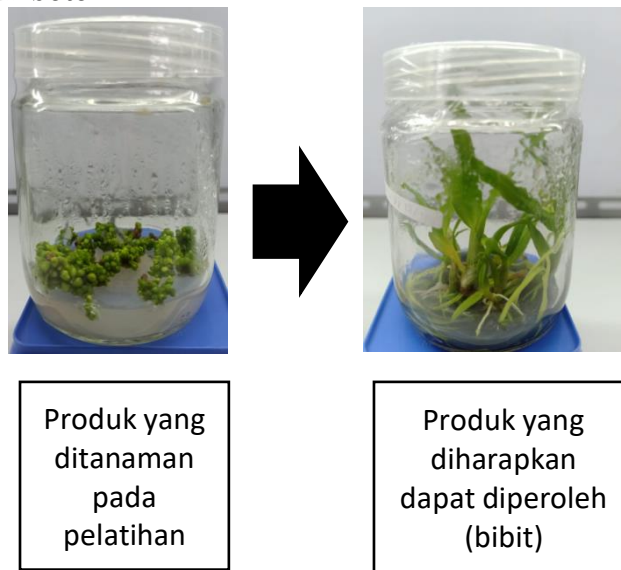 Produk yang
ditanaman
pada
pelatihan
Produk yang
diharapkan
dapat diperoleh
(bibit)